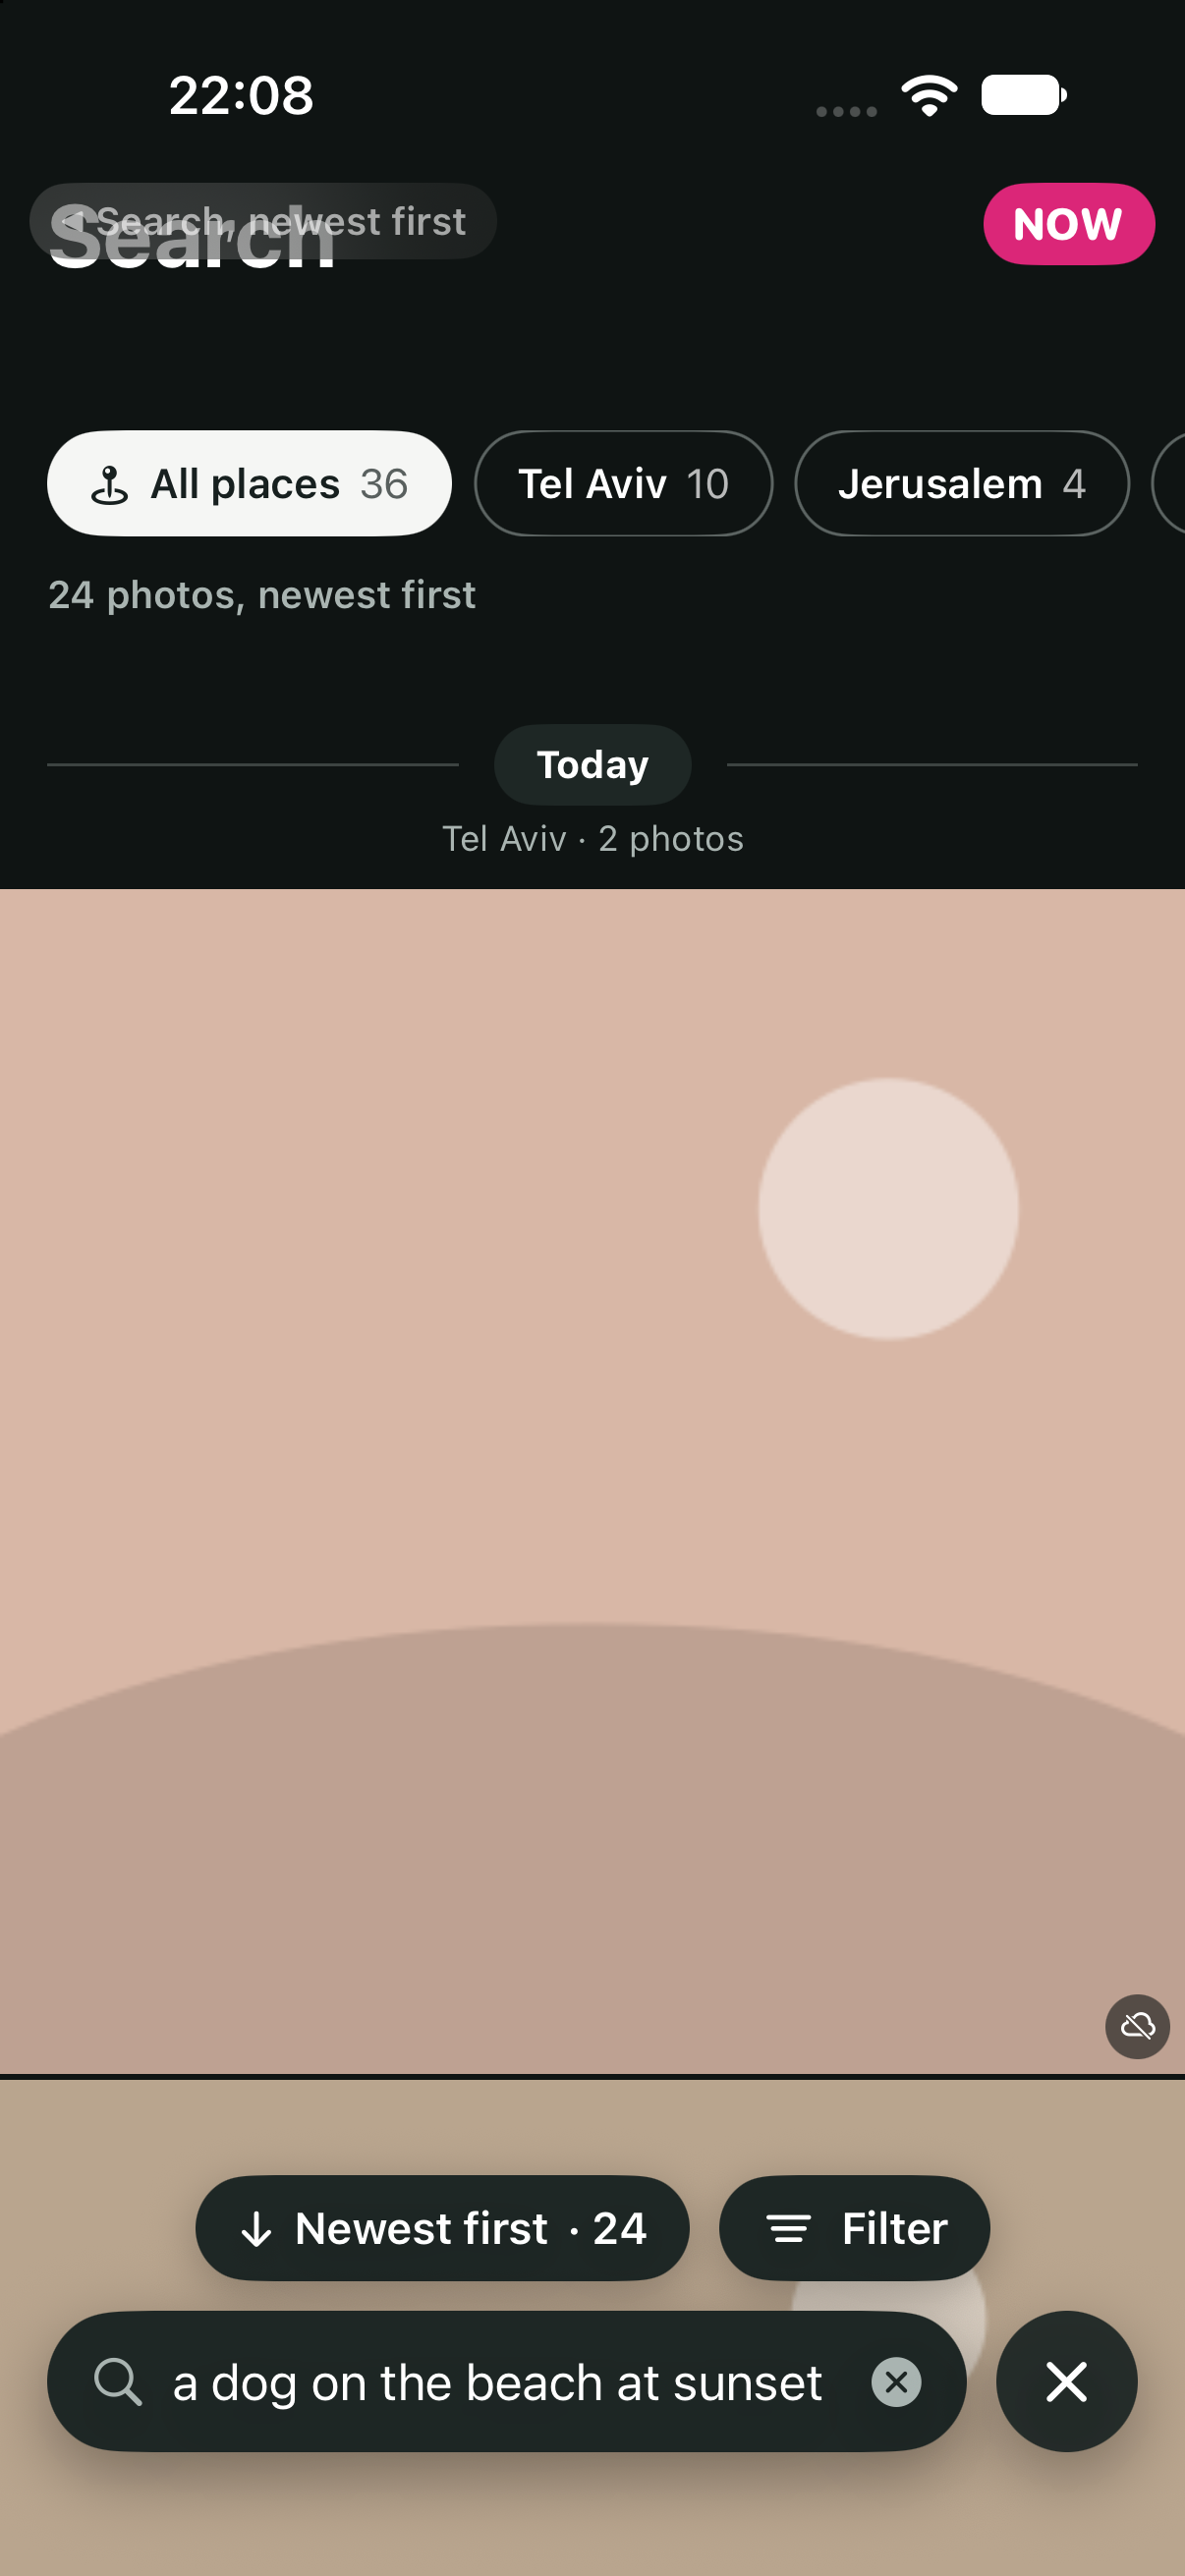 22:08
◀ Search, newest first
Search
NOW
All places 36
Tel Aviv 10
Jerusalem 4
24 photos, newest first
Today
Tel Aviv · 2 photos
Newest first · 24
Filter
a dog on the beach at sunset